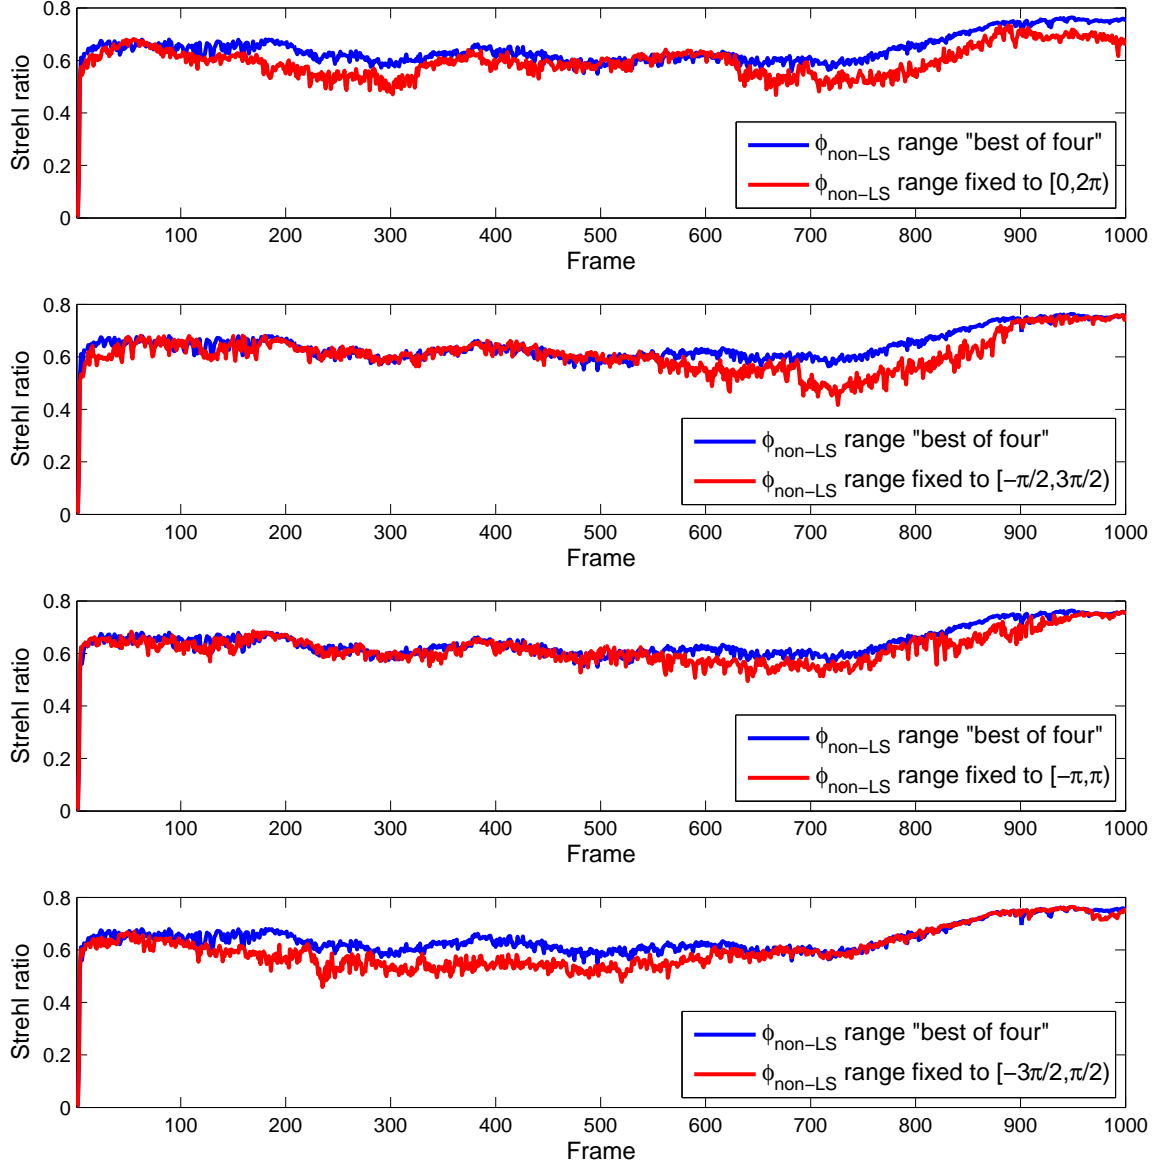 0.8
0.6
0.4
0.2
0
Strehl ratio
ϕnon−LS range "best of four"
ϕnon−LS range fixed to [0,2π)
100 200 300 400 500 600 700 800 900 1000
Frame
0.8
0.6
0.4
0.2
0
Strehl ratio
ϕnon−LS range "best of four"
ϕnon−LS range fixed to [−π/2,3π/2)
100 200 300 400 500 600 700 800 900 1000
Frame
0.8
0.6
0.4
0.2
0
Strehl ratio
ϕnon−LS range "best of four"
ϕnon−LS range fixed to [−π,π)
100 200 300 400 500 600 700 800 900 1000
Frame
0.8
0.6
0.4
0.2
0
Strehl ratio
ϕnon−LS range "best of four"
ϕnon−LS range fixed to [−3π/2,π/2)
100 200 300 400 500 600 700 800 900 1000
Frame